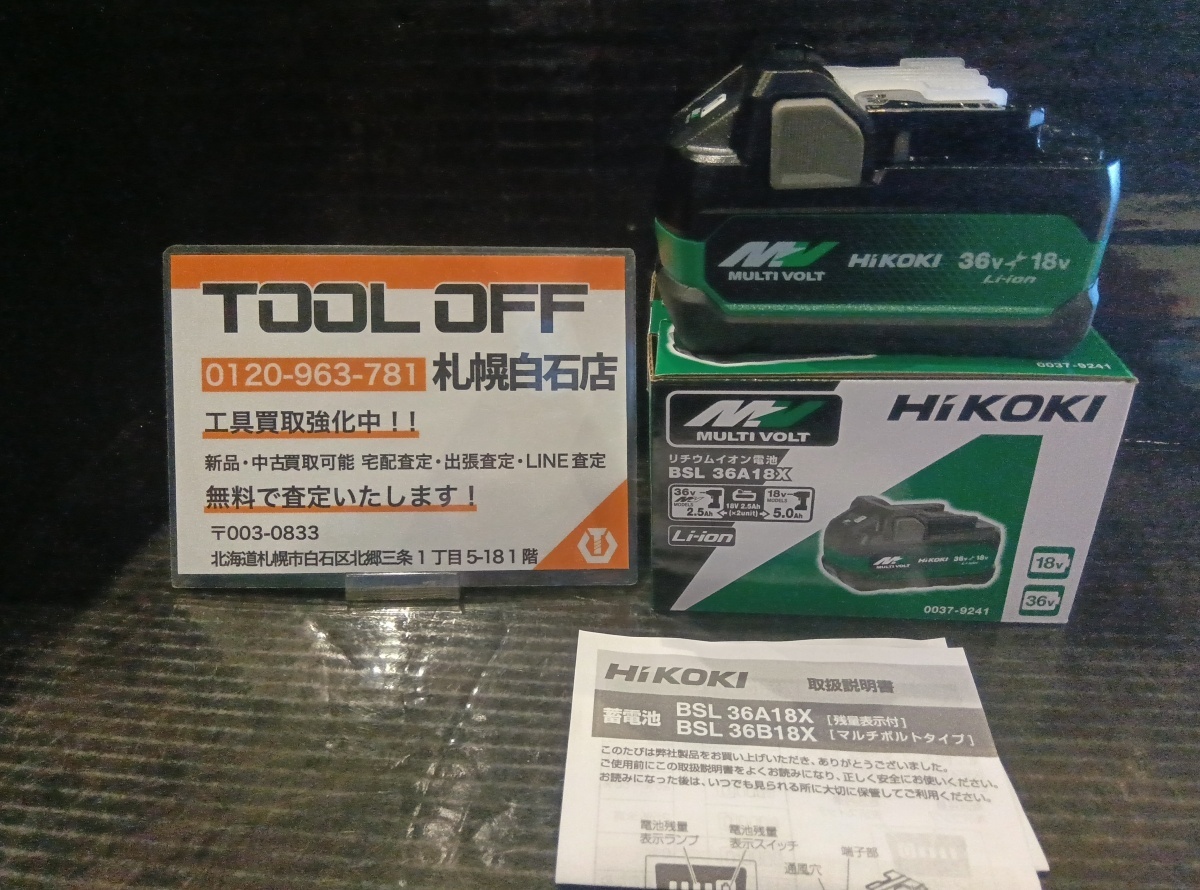 TOOL OFF
0120-963-781 札幌白石店
工具買取強化中！！
新品・中古買取可能 宅配査定・出張査定・LINE査定
無料で査定いたします！
〒003-0833
北海道札幌市白石区北郷三条1丁目5-18 1階
MV MULTI VOLT HiKOKI 36v⚡18v
Li-ion
0037-9241
MV HiKOKI
MULTI VOLT
リチウムイオン電池
BSL 36A18X
36v MODELS 2.5Ah
18V 2.5Ah (×2unit)
18v MODELS 5.0Ah
Li-ion
MV MULTI VOLT HiKOKI 36v⚡18v
18v
36v
0037-9241
HiKOKI 取扱説明書
蓄電池 BSL 36A18X [残量表示付]
BSL 36B18X [マルチボルトタイプ]
このたびは弊社製品をお買い上げいただき、ありがとうございました。
ご使用前にこの取扱説明書をよくお読みになり、正しく安全にお使いください。
お読みになった後は、いつでも見られる所に大切に保管してご利用ください。
電池残量表示ランプ
電池残量表示スイッチ
通風穴
端子部